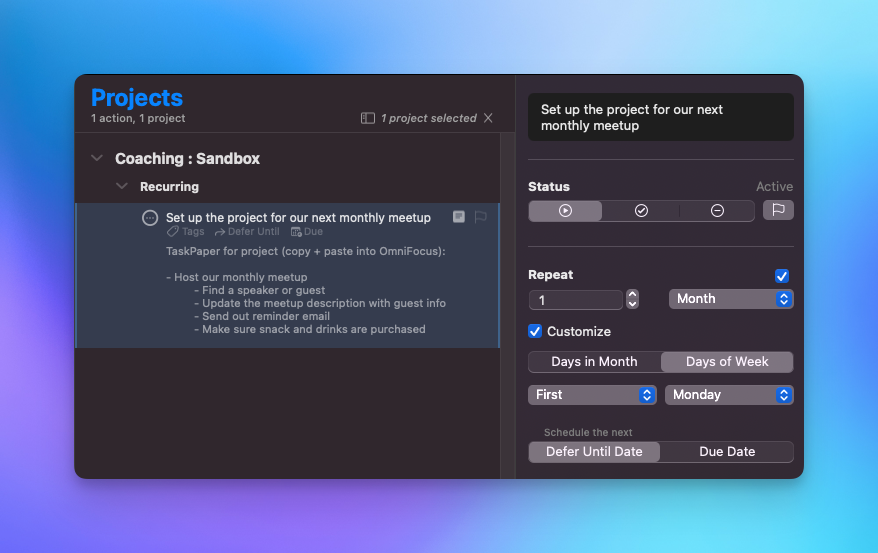 Projects
1 action, 1 project
1 project selected
Coaching : Sandbox
Recurring
Set up the project for our next monthly meetup
Tags Defer Until Due
TaskPaper for project (copy + paste into OmniFocus):
- Host our monthly meetup
- Find a speaker or guest
- Update the meetup description with guest info
- Send out reminder email
- Make sure snack and drinks are purchased
Set up the project for our next
monthly meetup
Status Active
Repeat
1 Month
Customize
Days in Month Days of Week
First Monday
Schedule the next
Defer Until Date Due Date